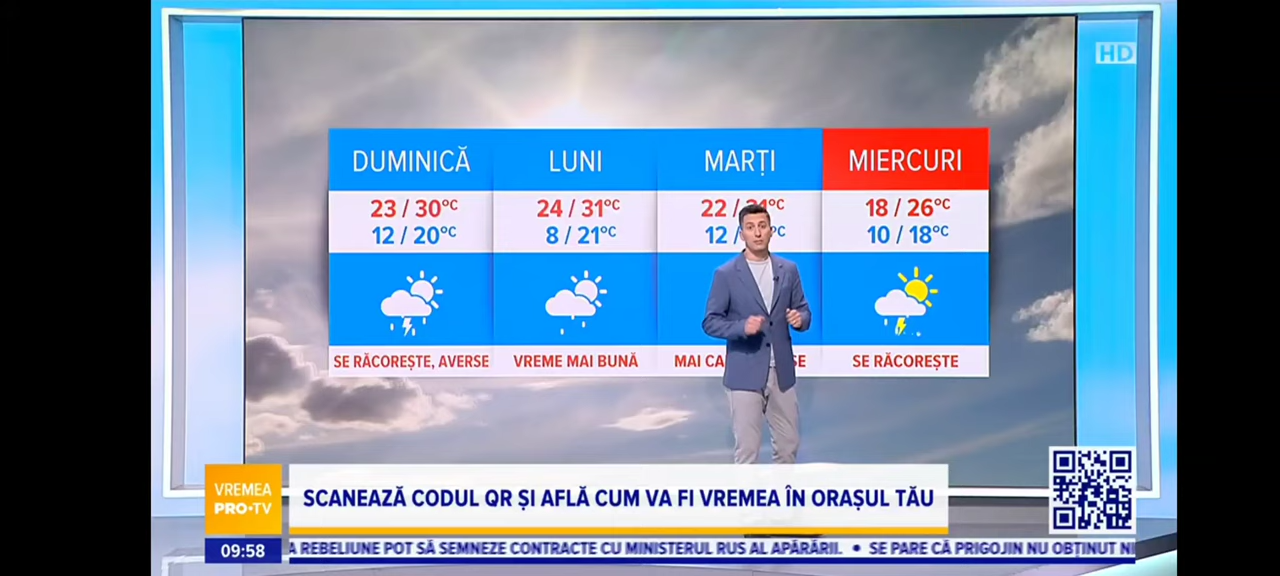 HD
DUMINICĂ
LUNI
MARȚI
MIERCURI
23 / 30°C
24 / 31°C
22 /
18 / 26°C
12 / 20°C
8 / 21°C
12 /
10 / 18°C
SE RĂCOREȘTE, AVERSE
VREME MAI BUNĂ
MAI
SE RĂCOREȘTE
VREMEA
PRO•TV
SCANEAZĂ CODUL QR ȘI AFLĂ CUM VA FI VREMEA ÎN ORAȘUL TĂU
09:58
A REBELIUNE POT SĂ SEMNEZE CONTRACTE CU MINISTERUL RUS AL APĂRĂRII. • SE PARE CĂ PRIGOJIN NU OBȚINUT